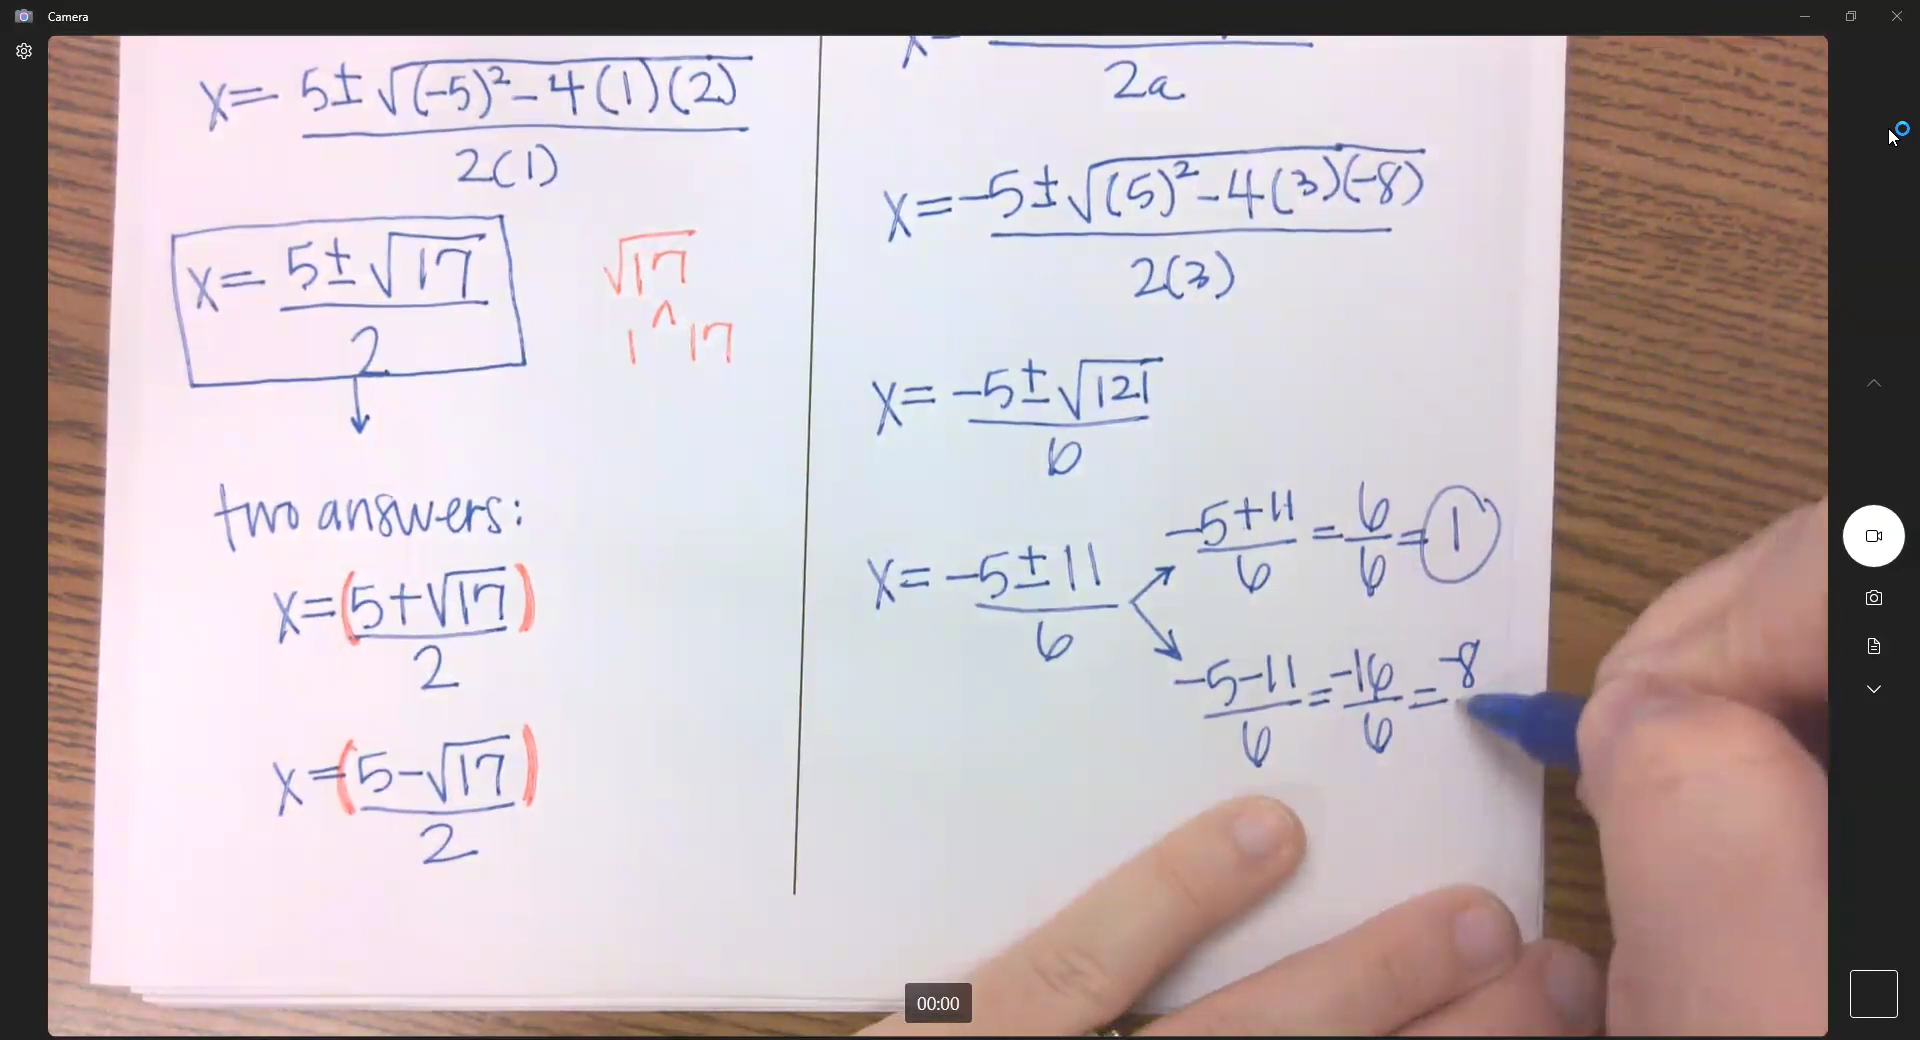 Camera
x = 5 ± √(-5)² - 4(1)(2)
2(1)
x = 5 ± √17
2
√17
1 17
two answers:
x = (5 + √17)
2
x = (5 - √17)
2
2a
x = -5 ± √(5)² - 4(3)(-8)
2(3)
x = -5 ± √121
6
x = -5 ± 11
6
-5 + 11 = 6 = 1
6 6
-5 - 11 = -16 = -8
6 6
00:00